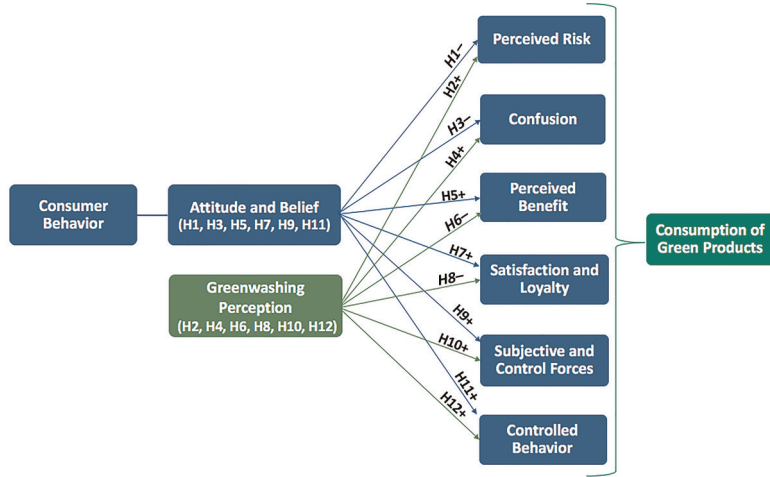 Perceived Risk
H1–
H2+
Confusion
H3–
H4+
Consumer
Behavior
Attitude and Belief
(H1, H3, H5, H7, H9, H11)
H5+
Perceived
Benefit
H6–
Consumption of
Green Products
H7+
Satisfaction and
Loyalty
H8–
Greenwashing
Perception
(H2, H4, H6, H8, H10, H12)
H9+
H10+
Subjective and
Control Forces
H11+
H12+
Controlled
Behavior